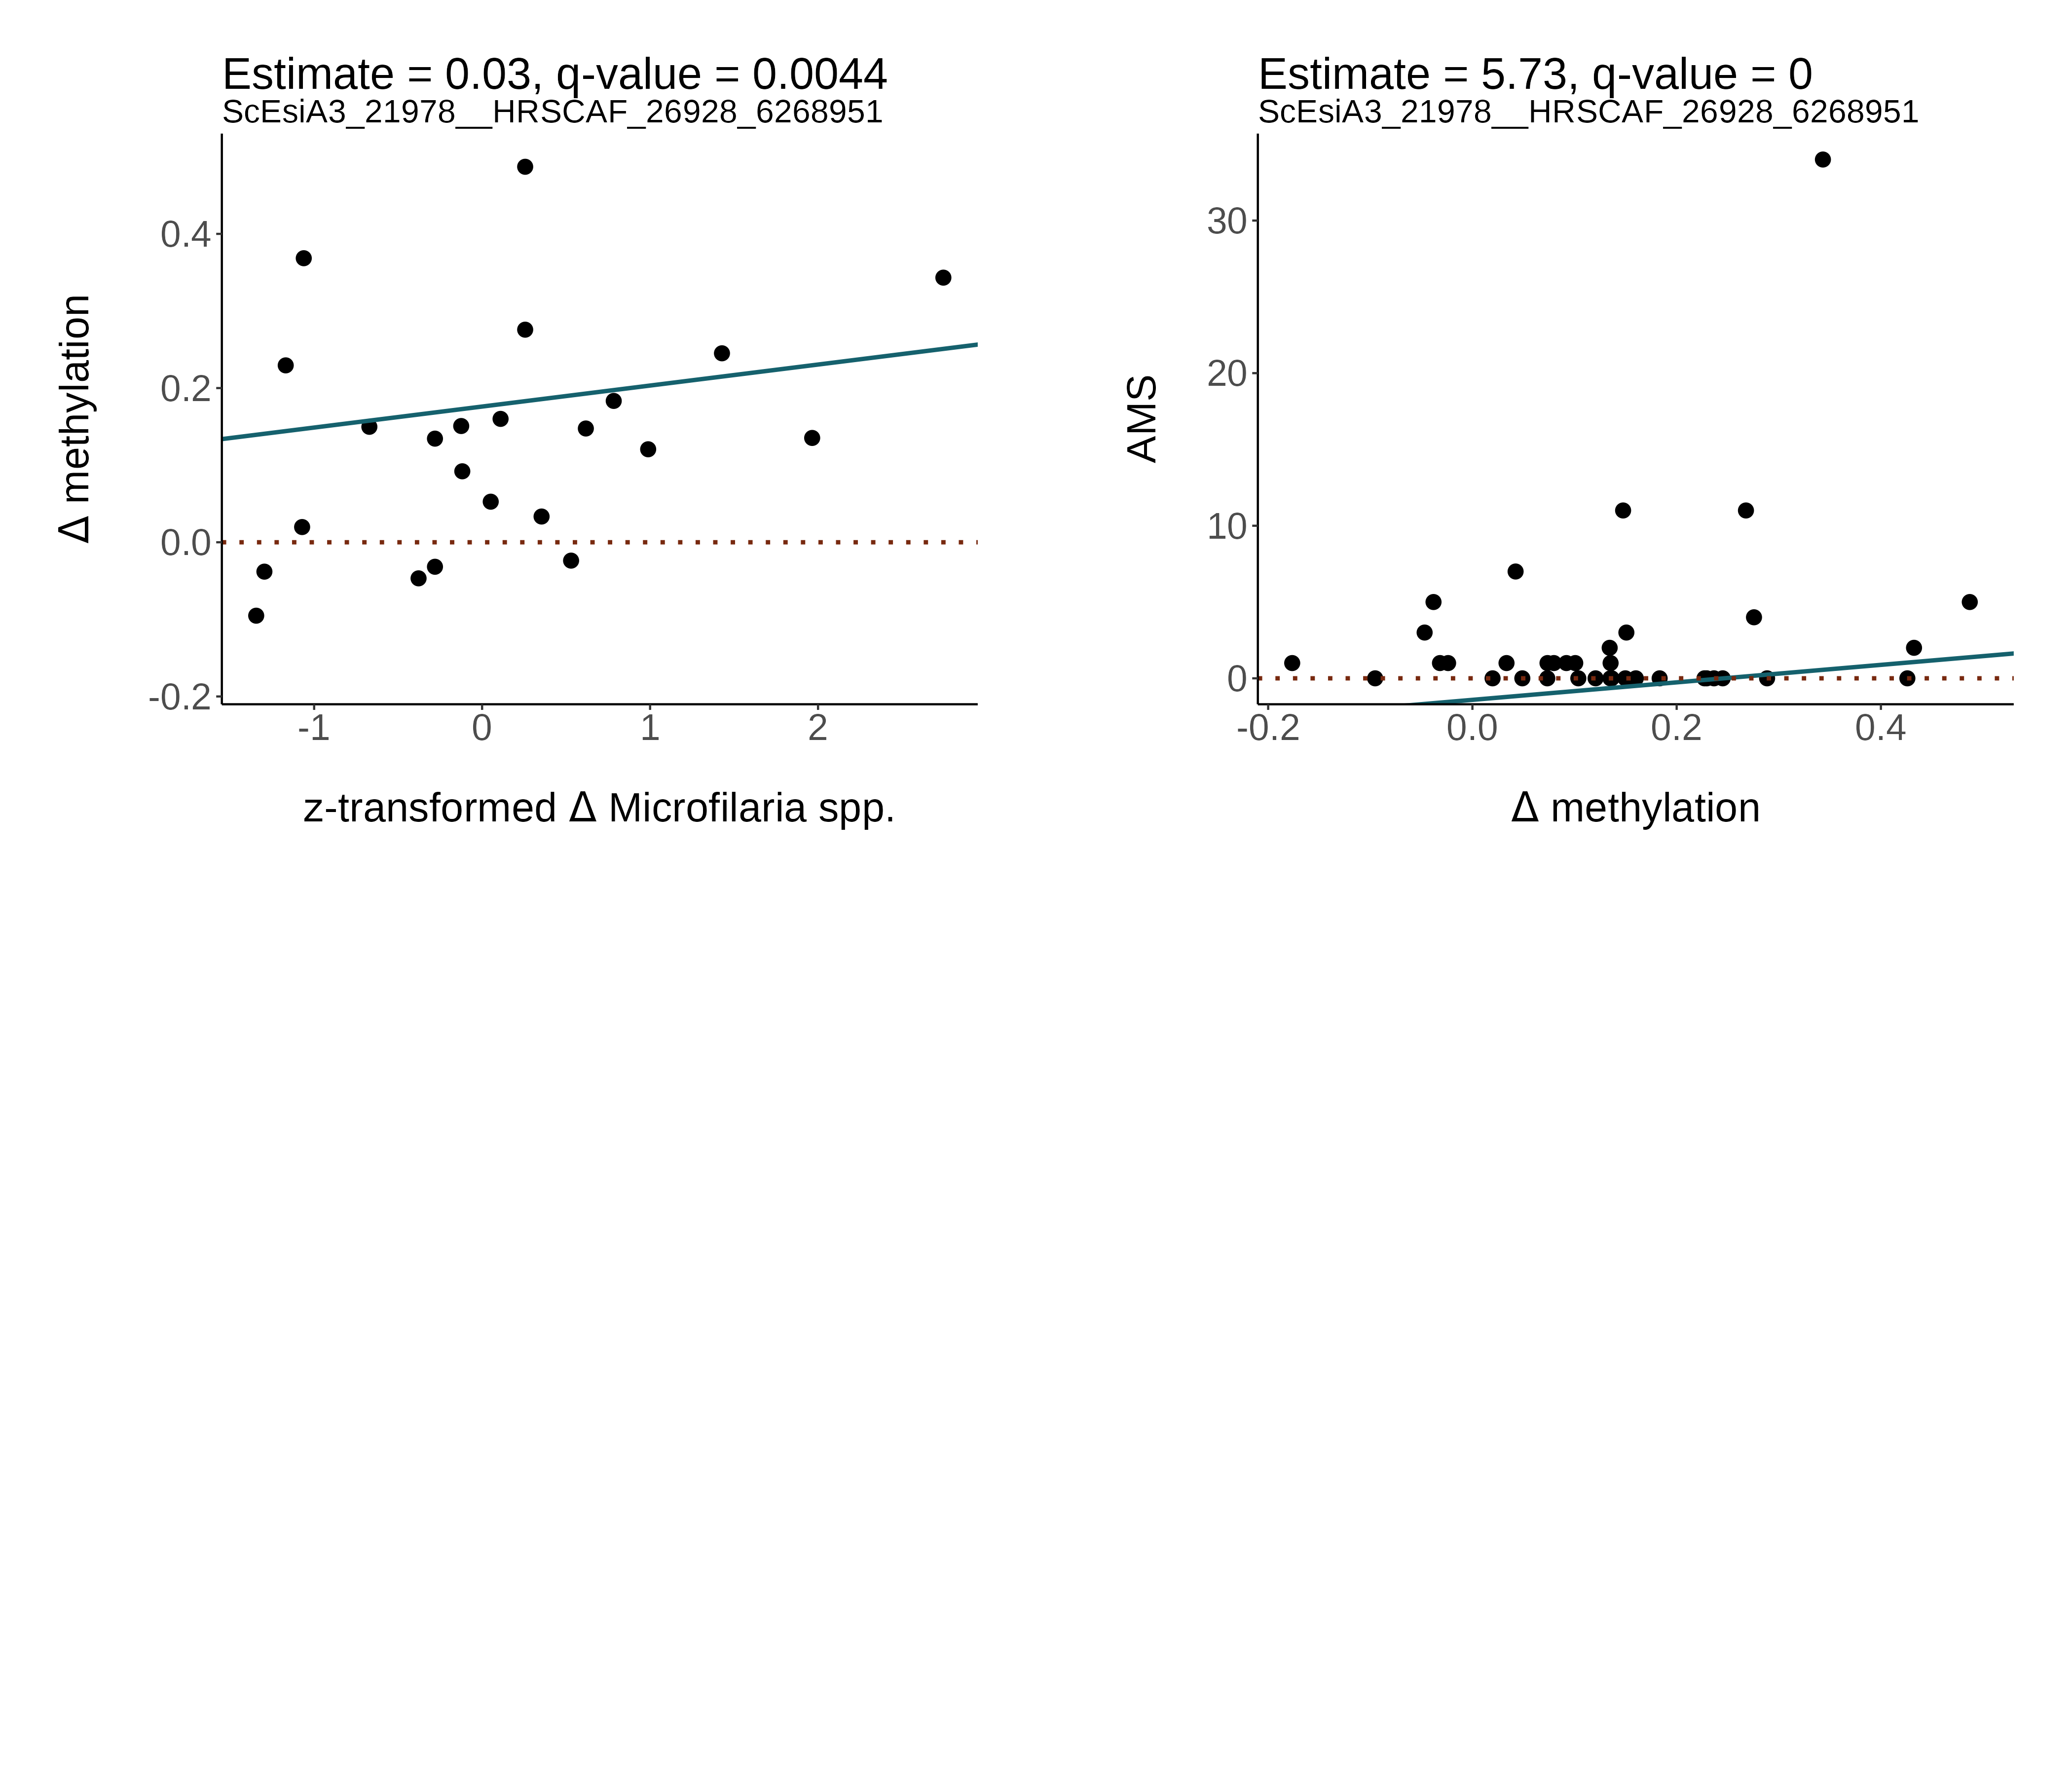 Estimate = 0.03, q-value = 0.0044
ScEsiA3_21978__HRSCAF_26928_6268951
Δ methylation
0.4
0.2
0.0
-0.2
-1
0
1
2
z-transformed Δ Microfilaria spp.
Estimate = 5.73, q-value = 0
ScEsiA3_21978__HRSCAF_26928_6268951
AMS
30
20
10
0
-0.2
0.0
0.2
0.4
Δ methylation